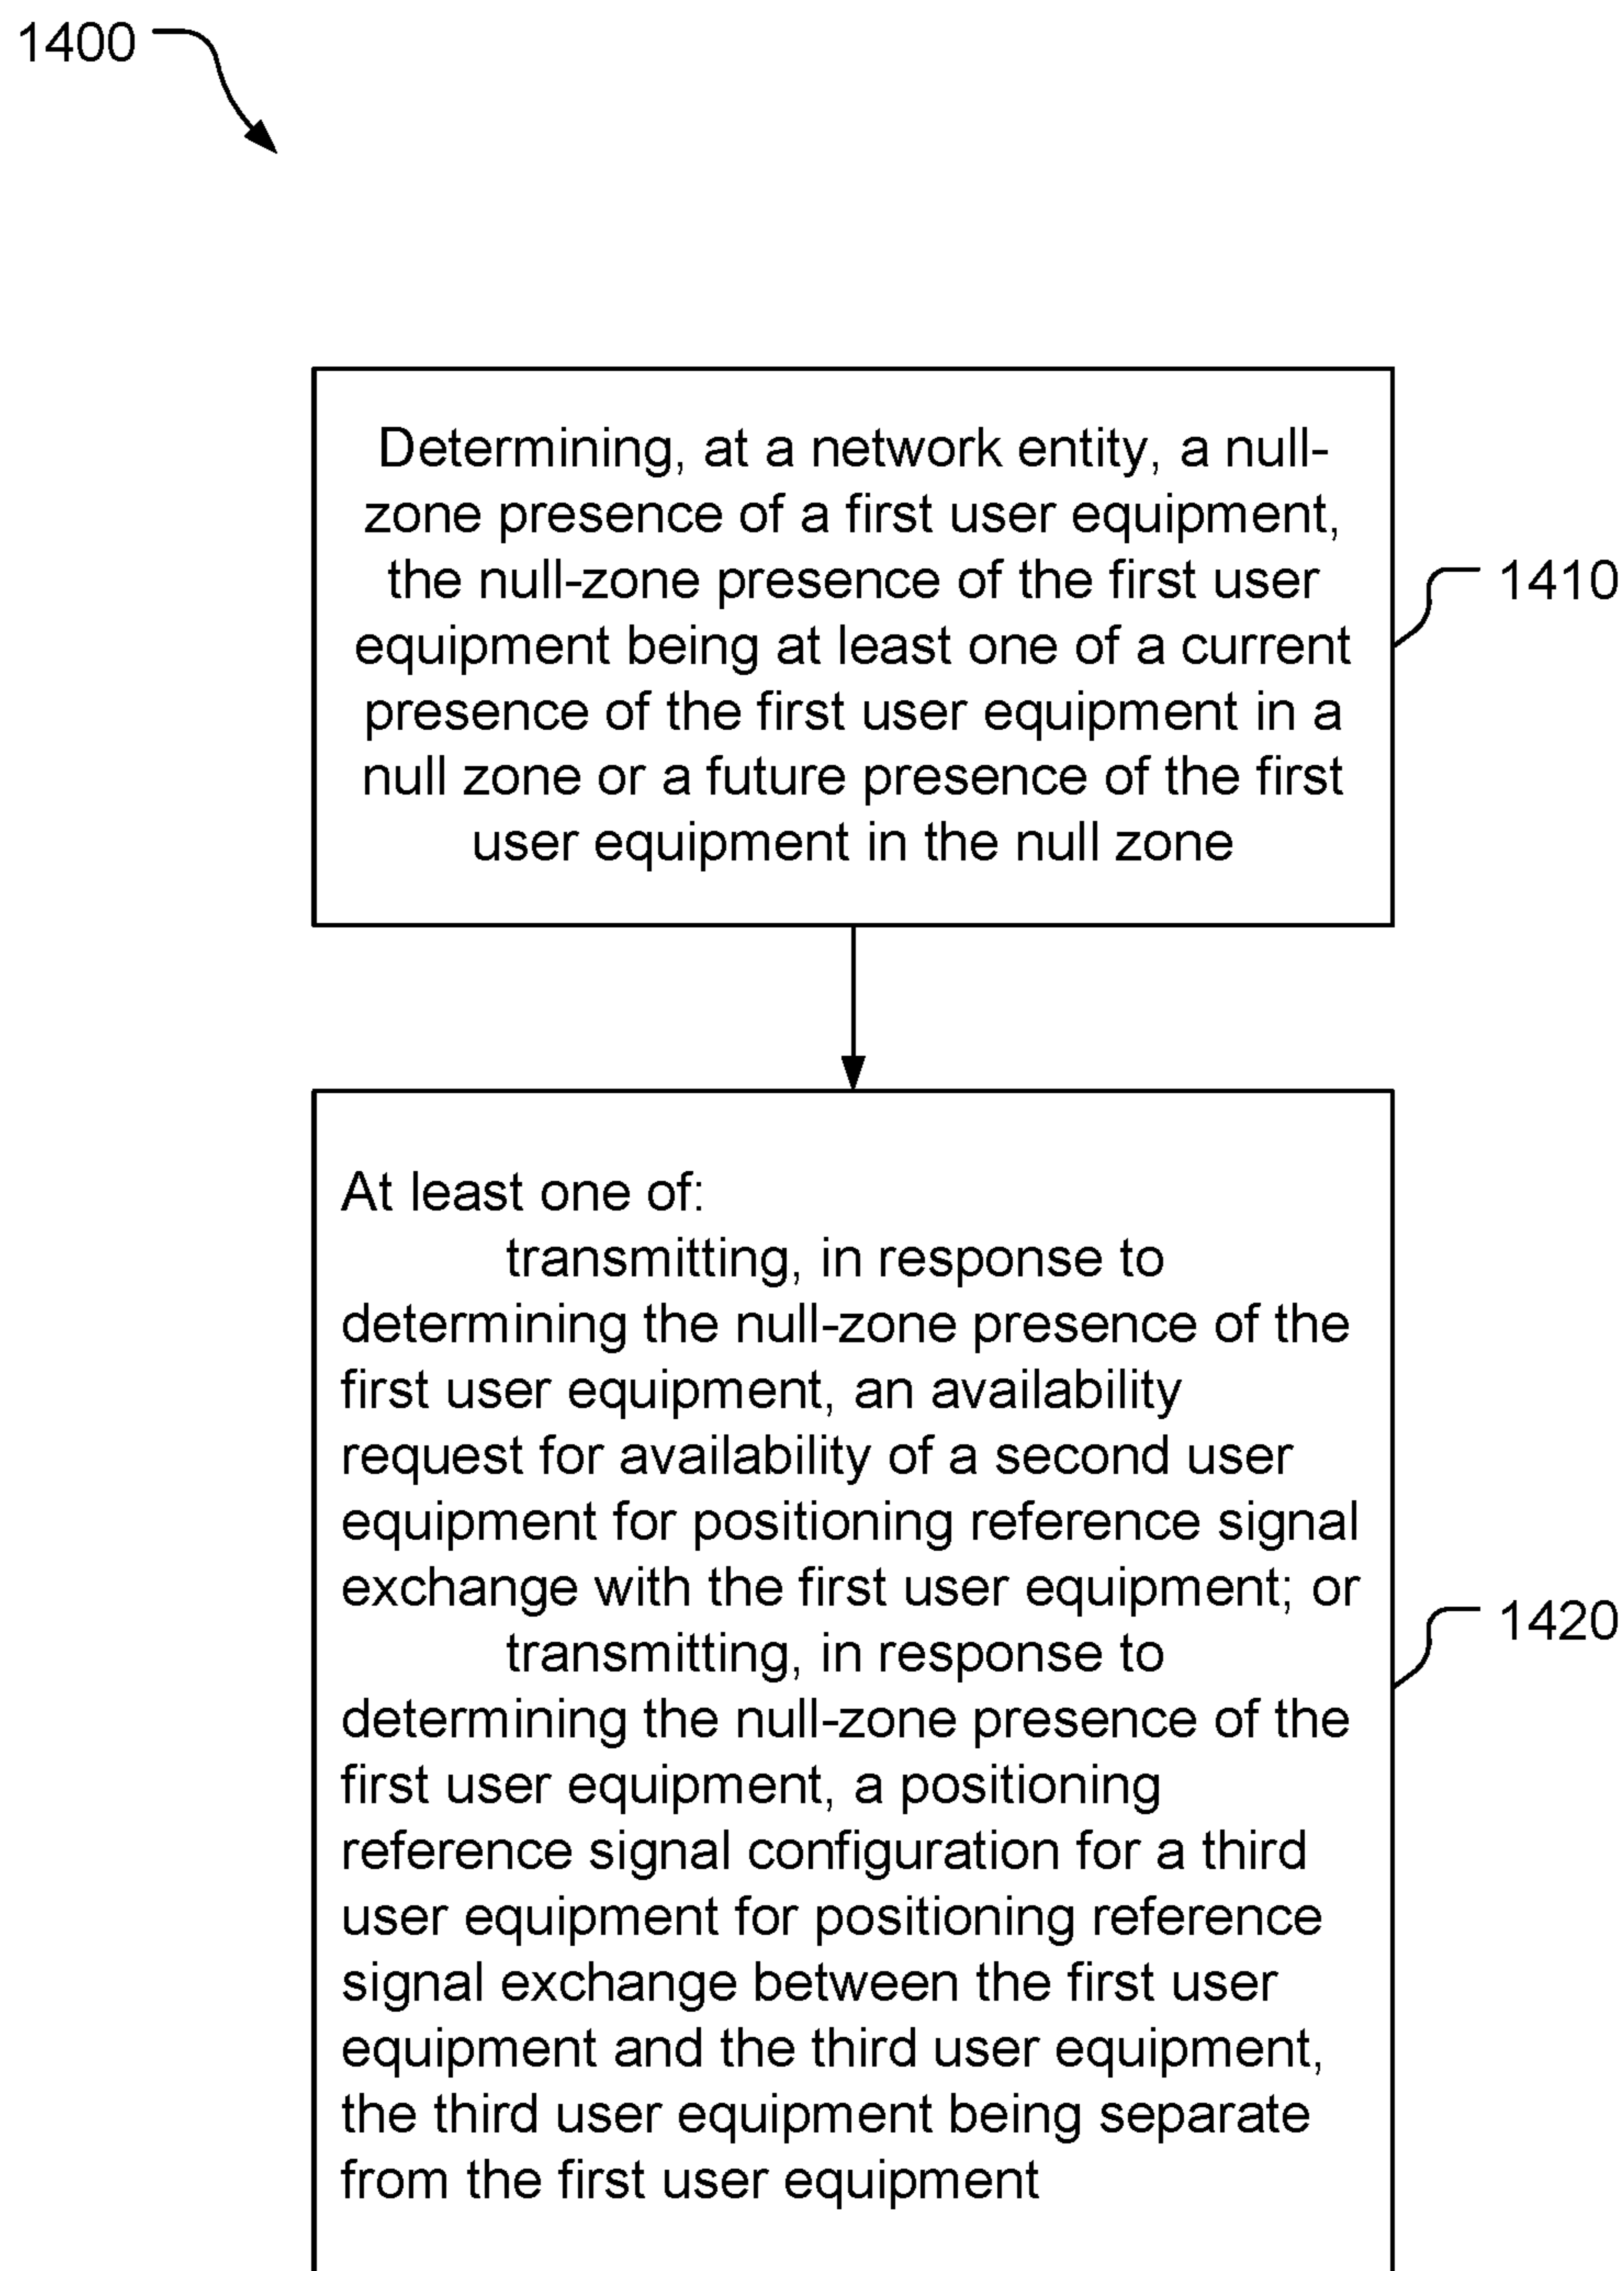 1400
Determining, at a network entity, a null-
zone presence of a first user equipment,
the null-zone presence of the first user
equipment being at least one of a current
presence of the first user equipment in a
null zone or a future presence of the first
user equipment in the null zone
1410
At least one of:
transmitting, in response to
determining the null-zone presence of the
first user equipment, an availability
request for availability of a second user
equipment for positioning reference signal
exchange with the first user equipment; or
transmitting, in response to
determining the null-zone presence of the
first user equipment, a positioning
reference signal configuration for a third
user equipment for positioning reference
signal exchange between the first user
equipment and the third user equipment,
the third user equipment being separate
from the first user equipment
1420